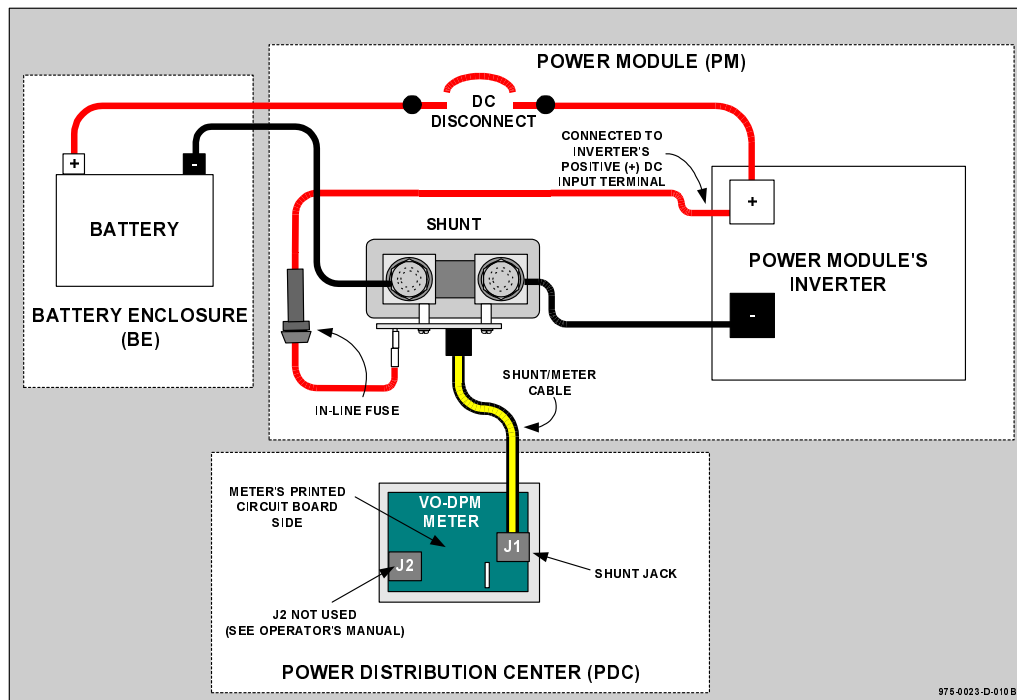 POWER MODULE (PM)
DC
DISCONNECT
CONNECTED TO
INVERTER'S
POSITIVE (+) DC
INPUT TERMINAL
+
-
+
BATTERY
SHUNT
POWER MODULE'S
INVERTER
-
BATTERY ENCLOSURE
(BE)
IN-LINE FUSE
SHUNT/METER
CABLE
METER'S PRINTED
CIRCUIT BOARD
SIDE
VO-DPM
METER
J1
J2
SHUNT JACK
J2 NOT USED
(SEE OPERATOR'S MANUAL)
POWER DISTRIBUTION CENTER (PDC)
975-0023-D-010B